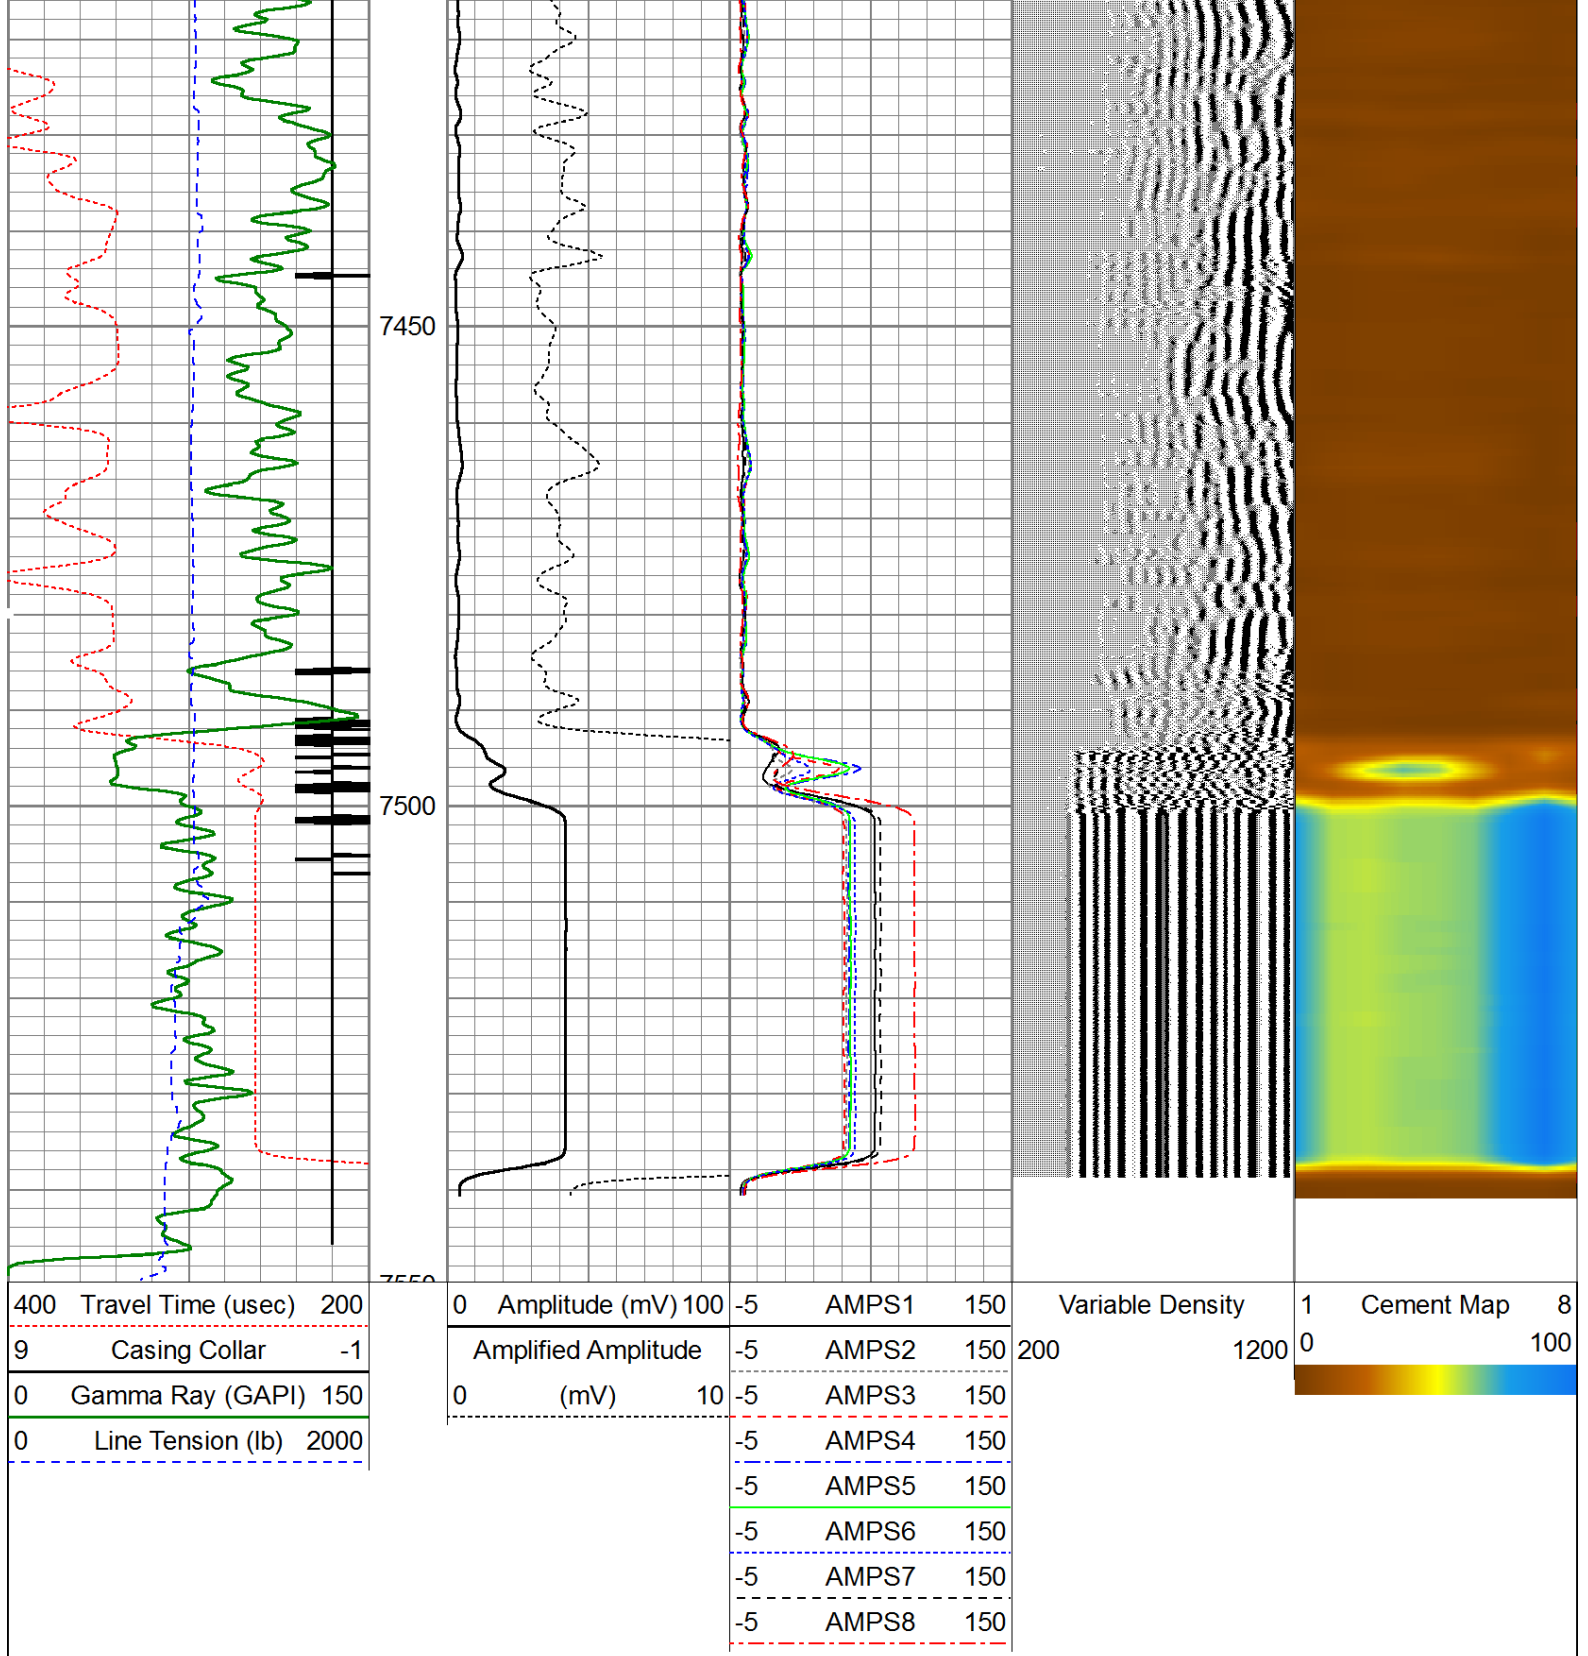 7450
7500
7550
400 Travel Time (usec) 200
9 Casing Collar -1
0 Gamma Ray (GAPI) 150
0 Line Tension (lb) 2000
0 Amplitude (mV) 100
Amplified Amplitude
0 (mV) 10
-5 AMPS1 150
-5 AMPS2 150
-5 AMPS3 150
-5 AMPS4 150
-5 AMPS5 150
-5 AMPS6 150
-5 AMPS7 150
-5 AMPS8 150
Variable Density
200 1200
1 Cement Map 8
0 100